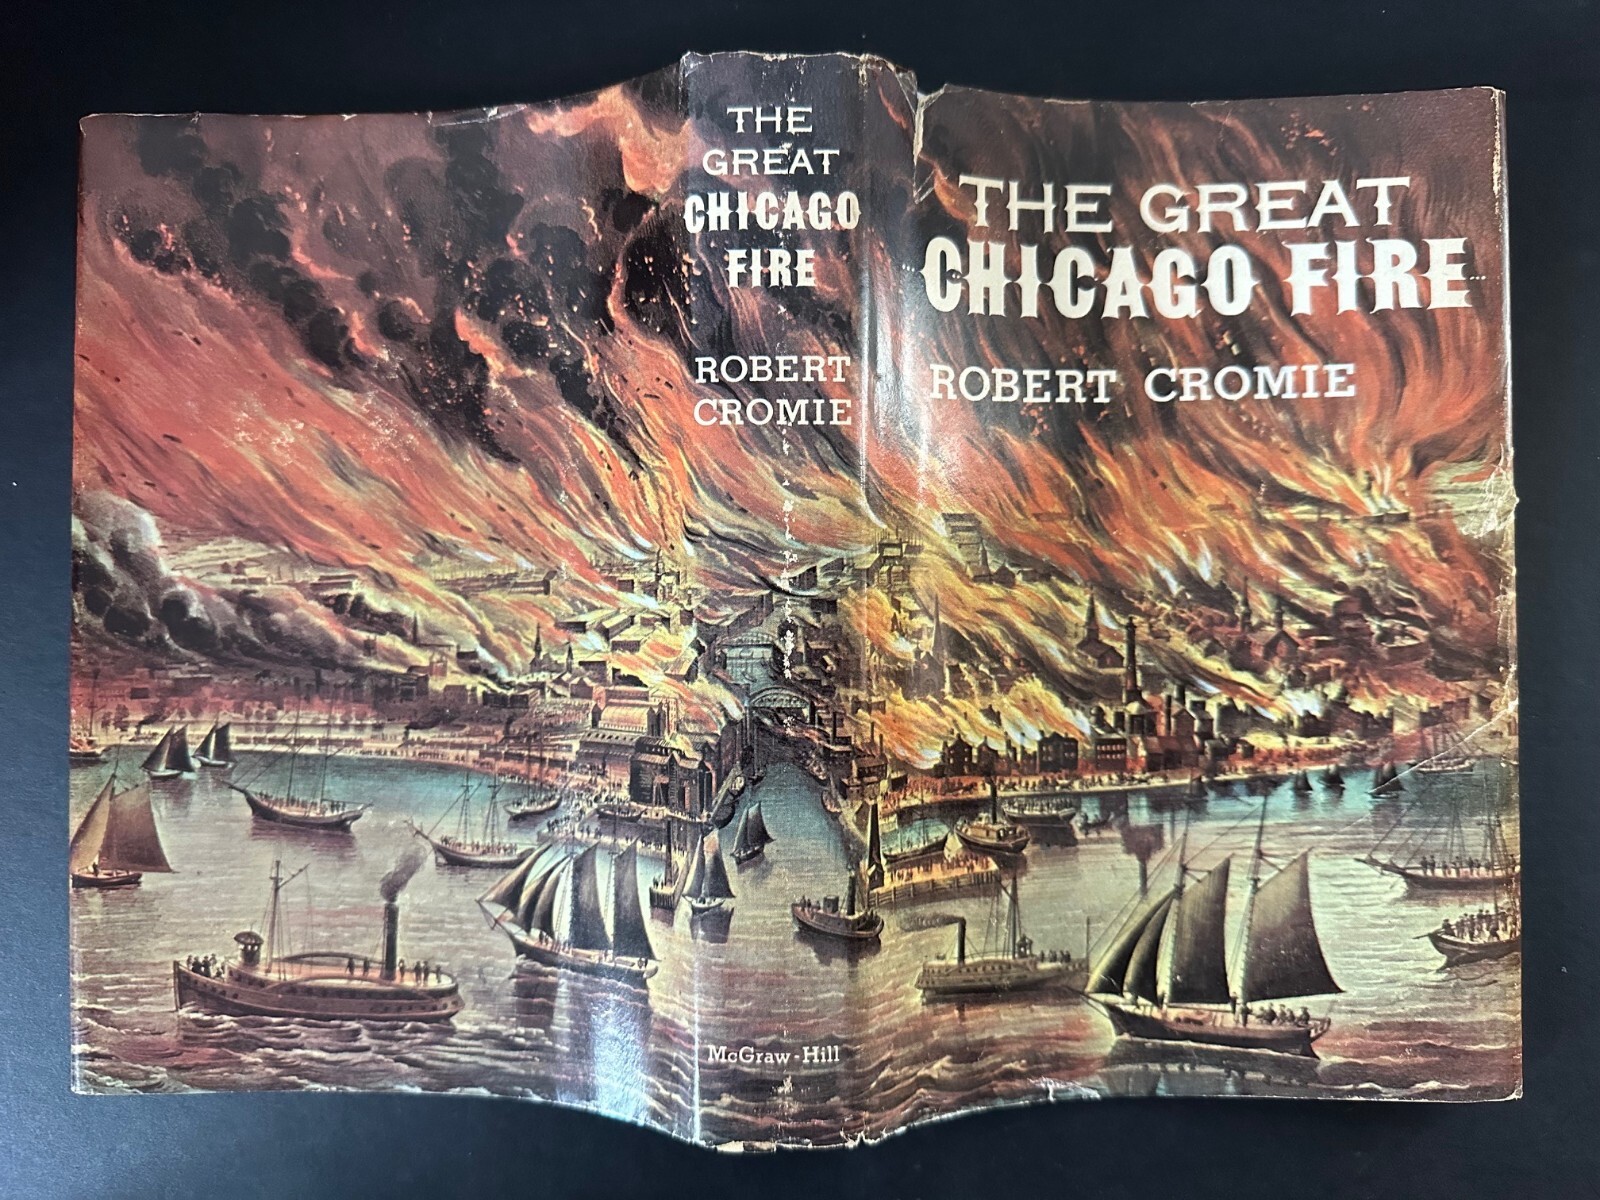 THE
GREAT
CHICAGO
FIRE
ROBERT
CROMIE
McGraw-Hill
THE GREAT
CHICAGO FIRE
ROBERT CROMIE